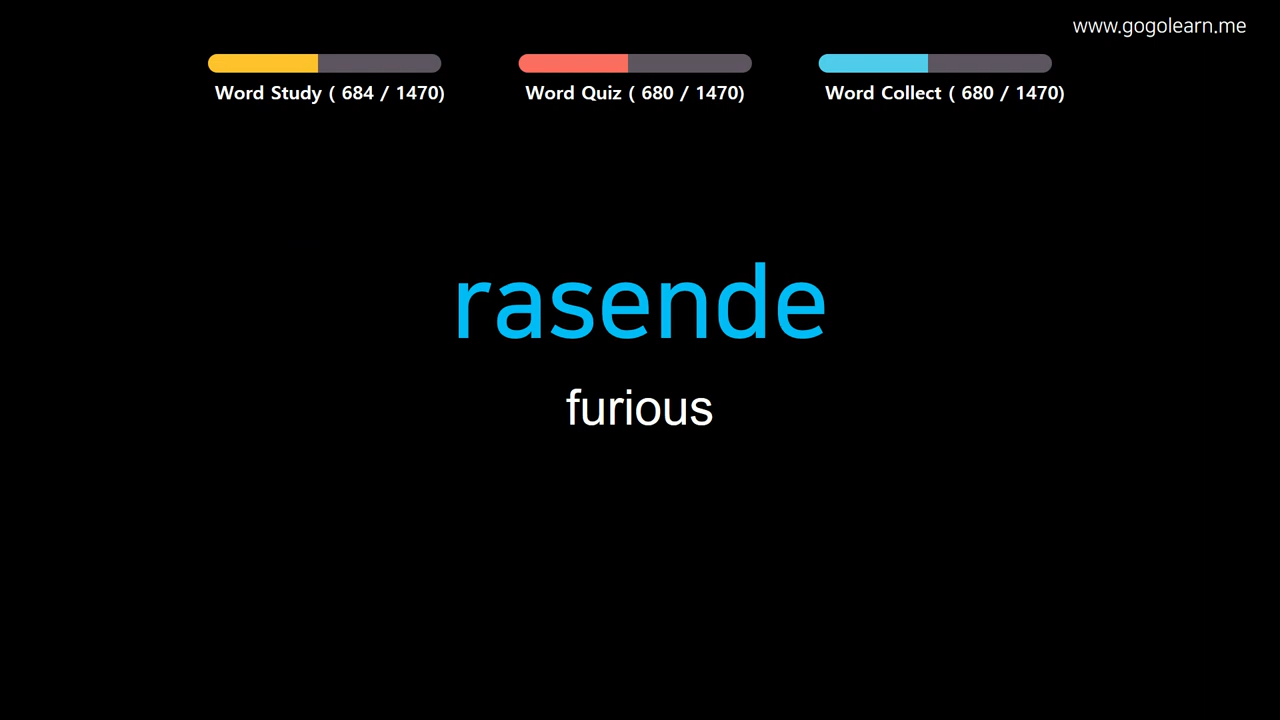 www.gogolearn.me
Word Study ( 684 / 1470)
Word Quiz ( 680 / 1470)
Word Collect ( 680 / 1470)
rasende
furious